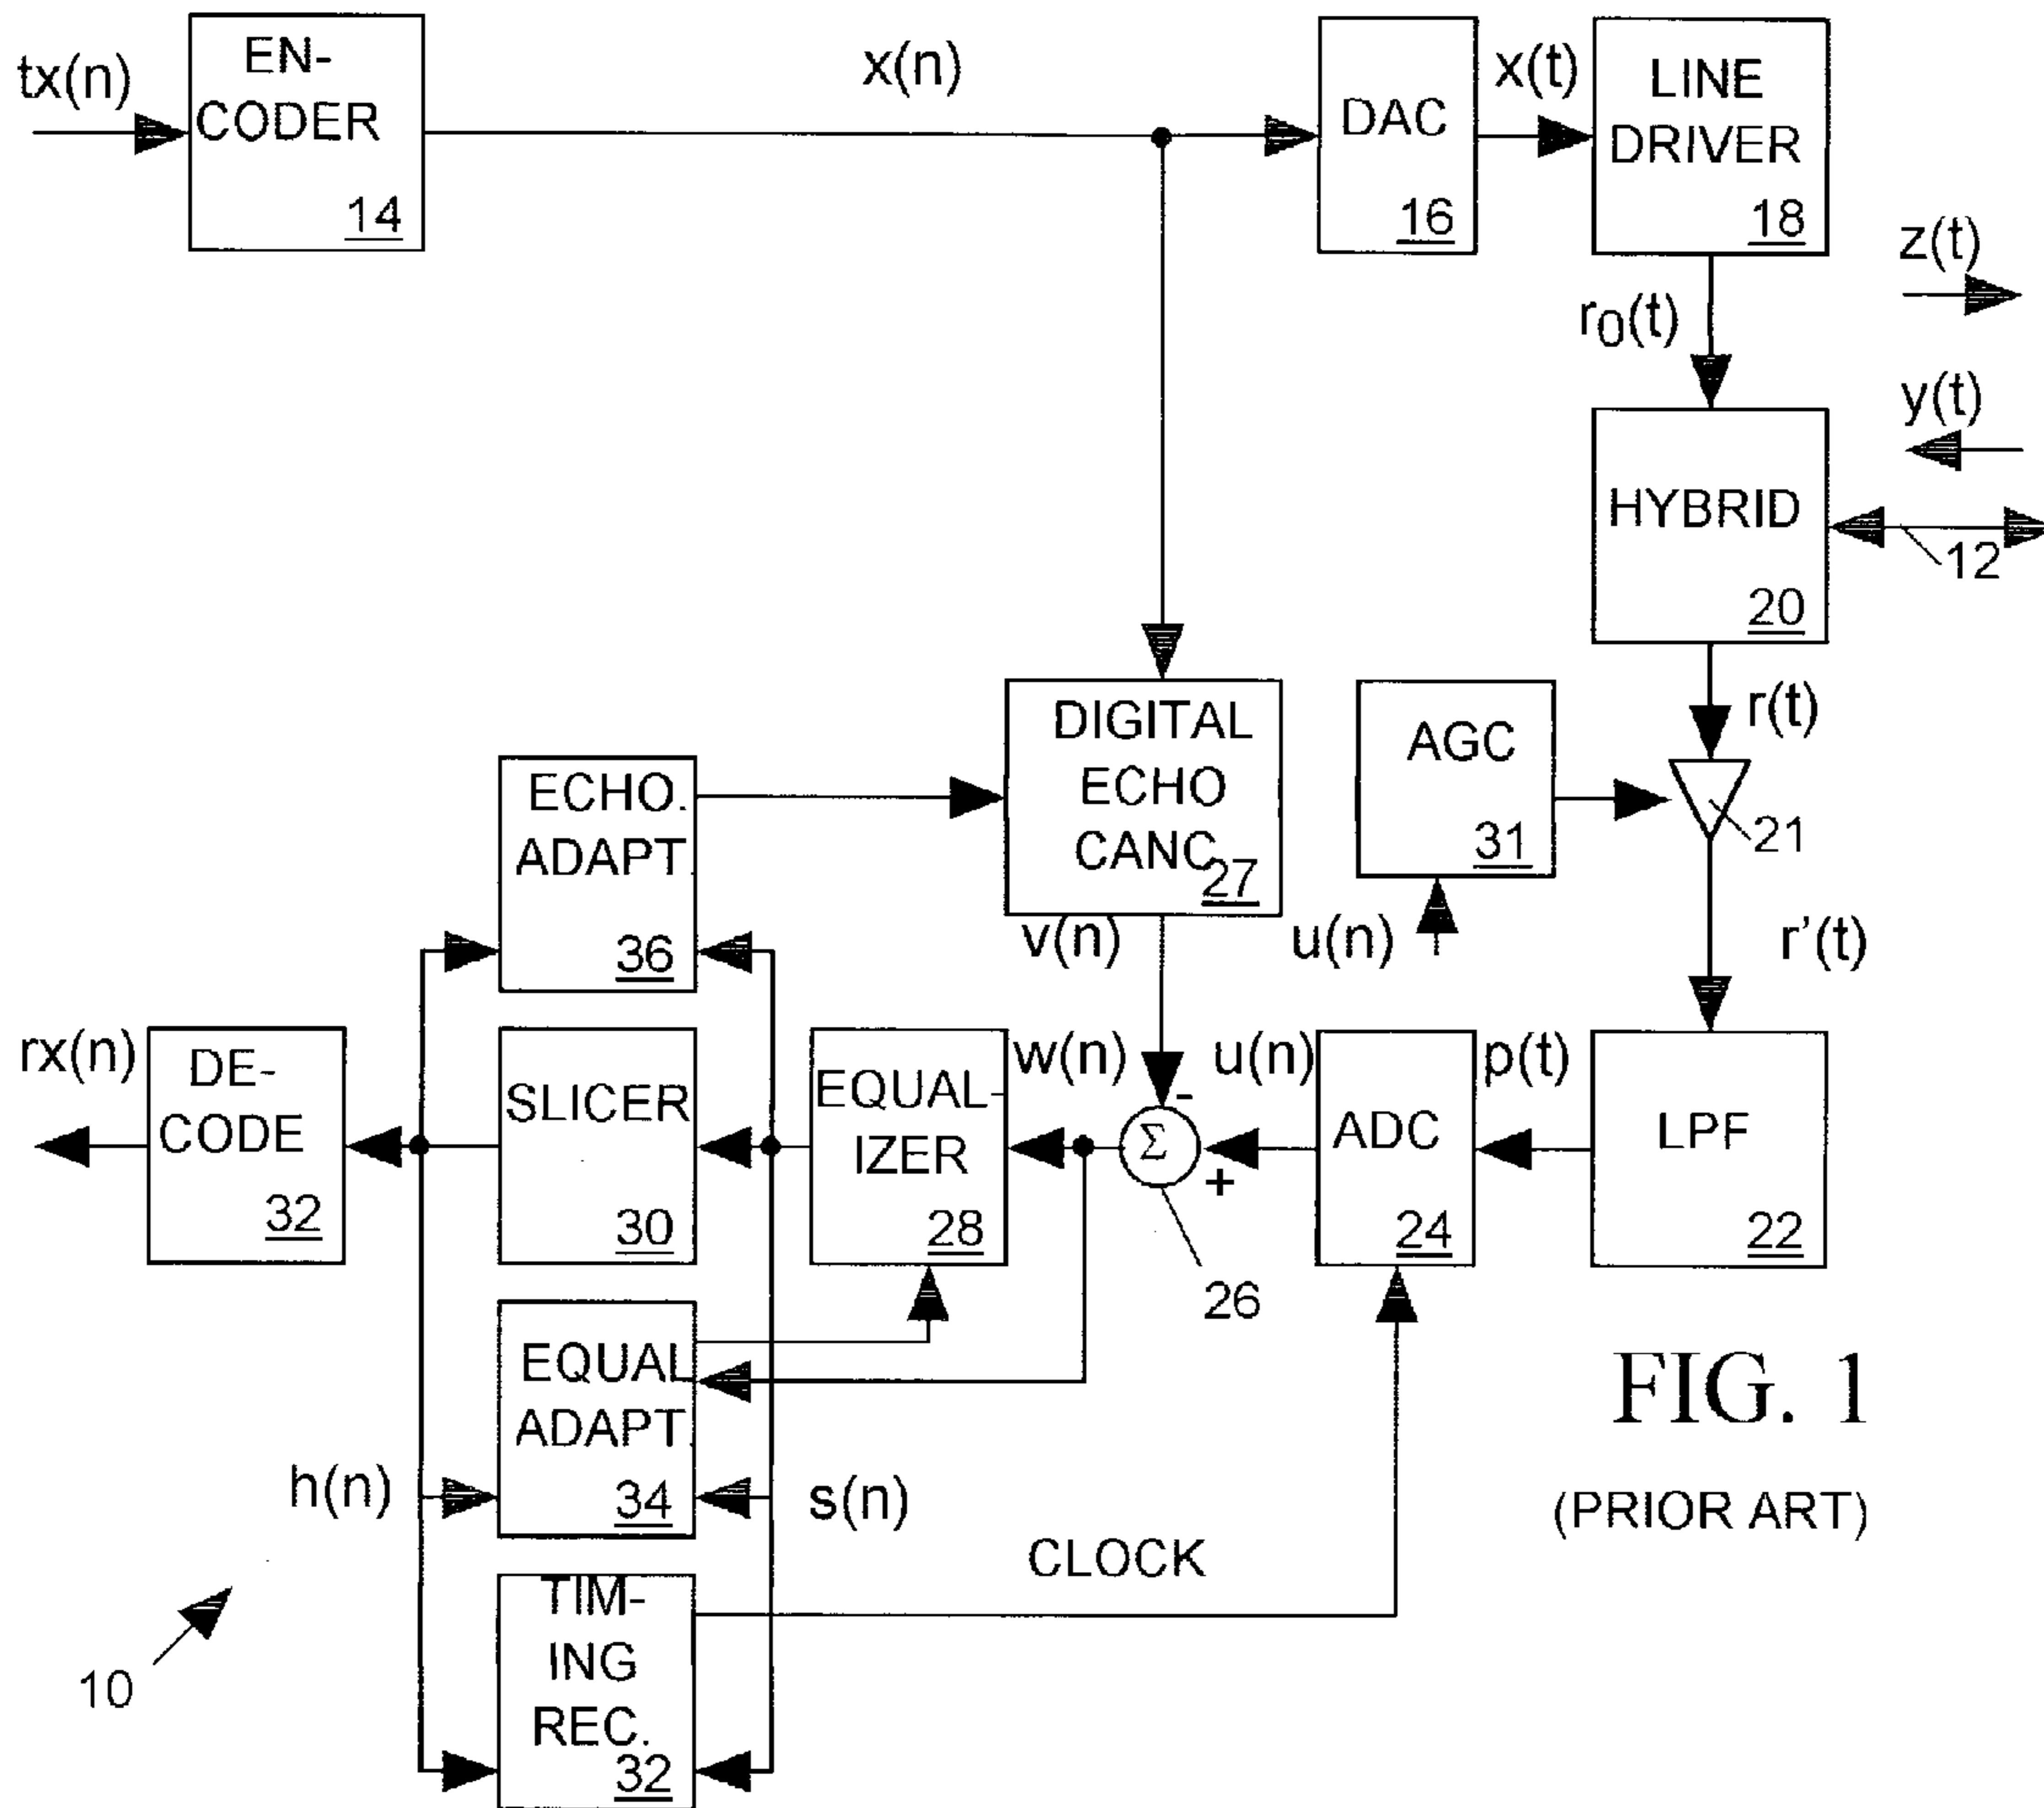 tx(n)
EN-
CODER
14
x(n)
DAC
16
x(t)
LINE
DRIVER
18
z(t)
r0(t)
y(t)
HYBRID
20
12
r(t)
AGC
31
21
u(n)
r'(t)
DIGITAL
ECHO
CANC
27
v(n)
ECHO.
ADAPT
36
rx(n)
DE-
CODE
32
SLICER
30
EQUAL-
IZER
28
w(n)
-
Σ
+
26
u(n)
ADC
24
p(t)
LPF
22
EQUAL
ADAPT.
34
h(n)
s(n)
CLOCK
TIM-
ING
REC.
32
10
FIG. 1
(PRIOR ART)